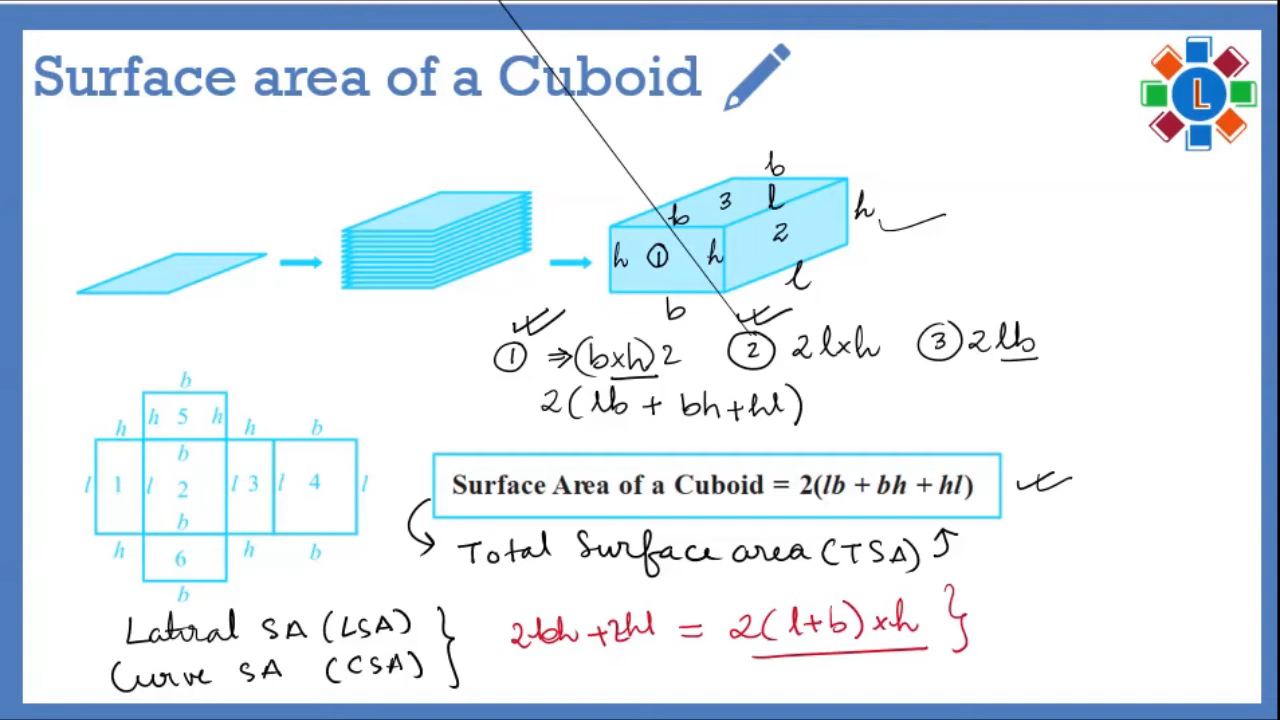 Surface area of a Cuboid
L
b
b 3 l h
h ① h 2
b l
① ⇒(b×h)2 ② 2l×h ③ 2lb
2(lb + bh+hl)
b
h h 5 h h b
b
l 1 l 2 l 3 l 4 l
b
h 6 h b
b
Surface Area of a Cuboid = 2(lb + bh + hl)
Total Surface area (TSA)
Latiral SA (LSA)
Curve SA (CSA)
2bh+2hl = 2(l+b)×h